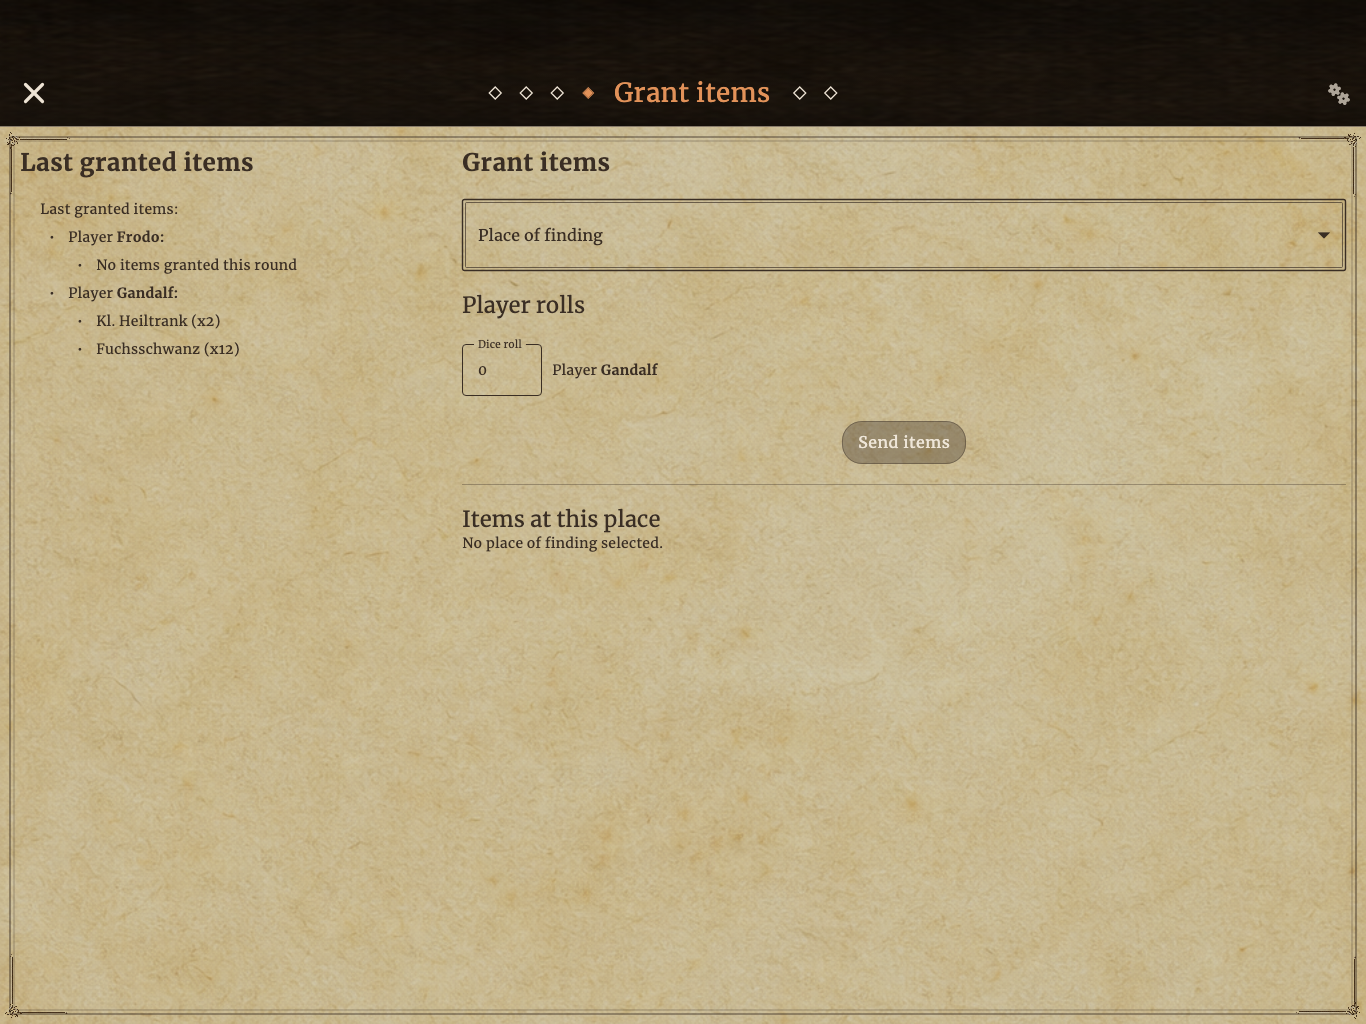 Grant items
Last granted items
Last granted items:
Player Frodo:
No items granted this round
Player Gandalf:
Kl. Heiltrank (x2)
Fuchsschwanz (x12)
Grant items
Place of finding
Player rolls
Dice roll
0
Player Gandalf
Send items
Items at this place
No place of finding selected.